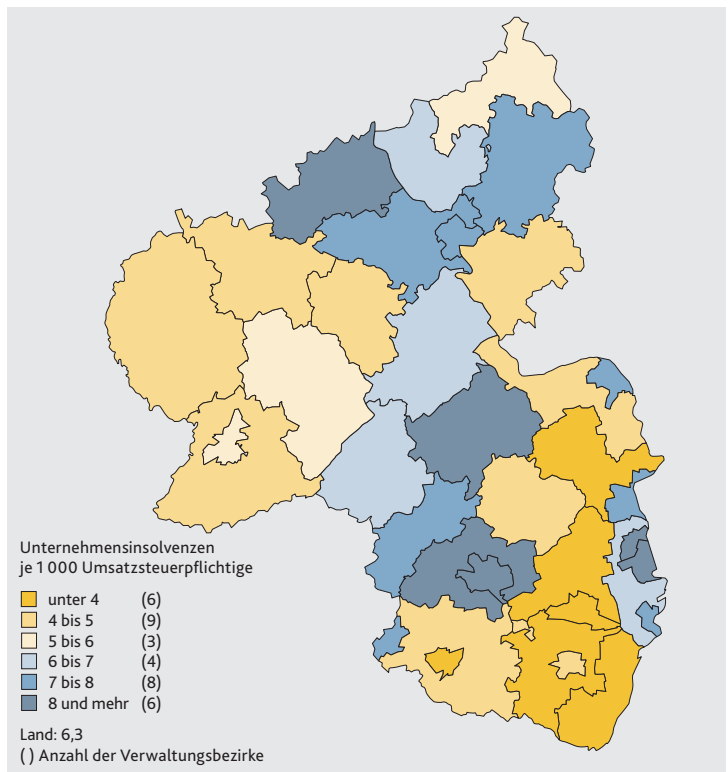 Unternehmensinsolvenzen
je 1 000 Umsatzsteuerpflichtige
unter 4 (6)
4 bis 5 (9)
5 bis 6 (3)
6 bis 7 (4)
7 bis 8 (8)
8 und mehr (6)
Land: 6,3
( ) Anzahl der Verwaltungsbezirke